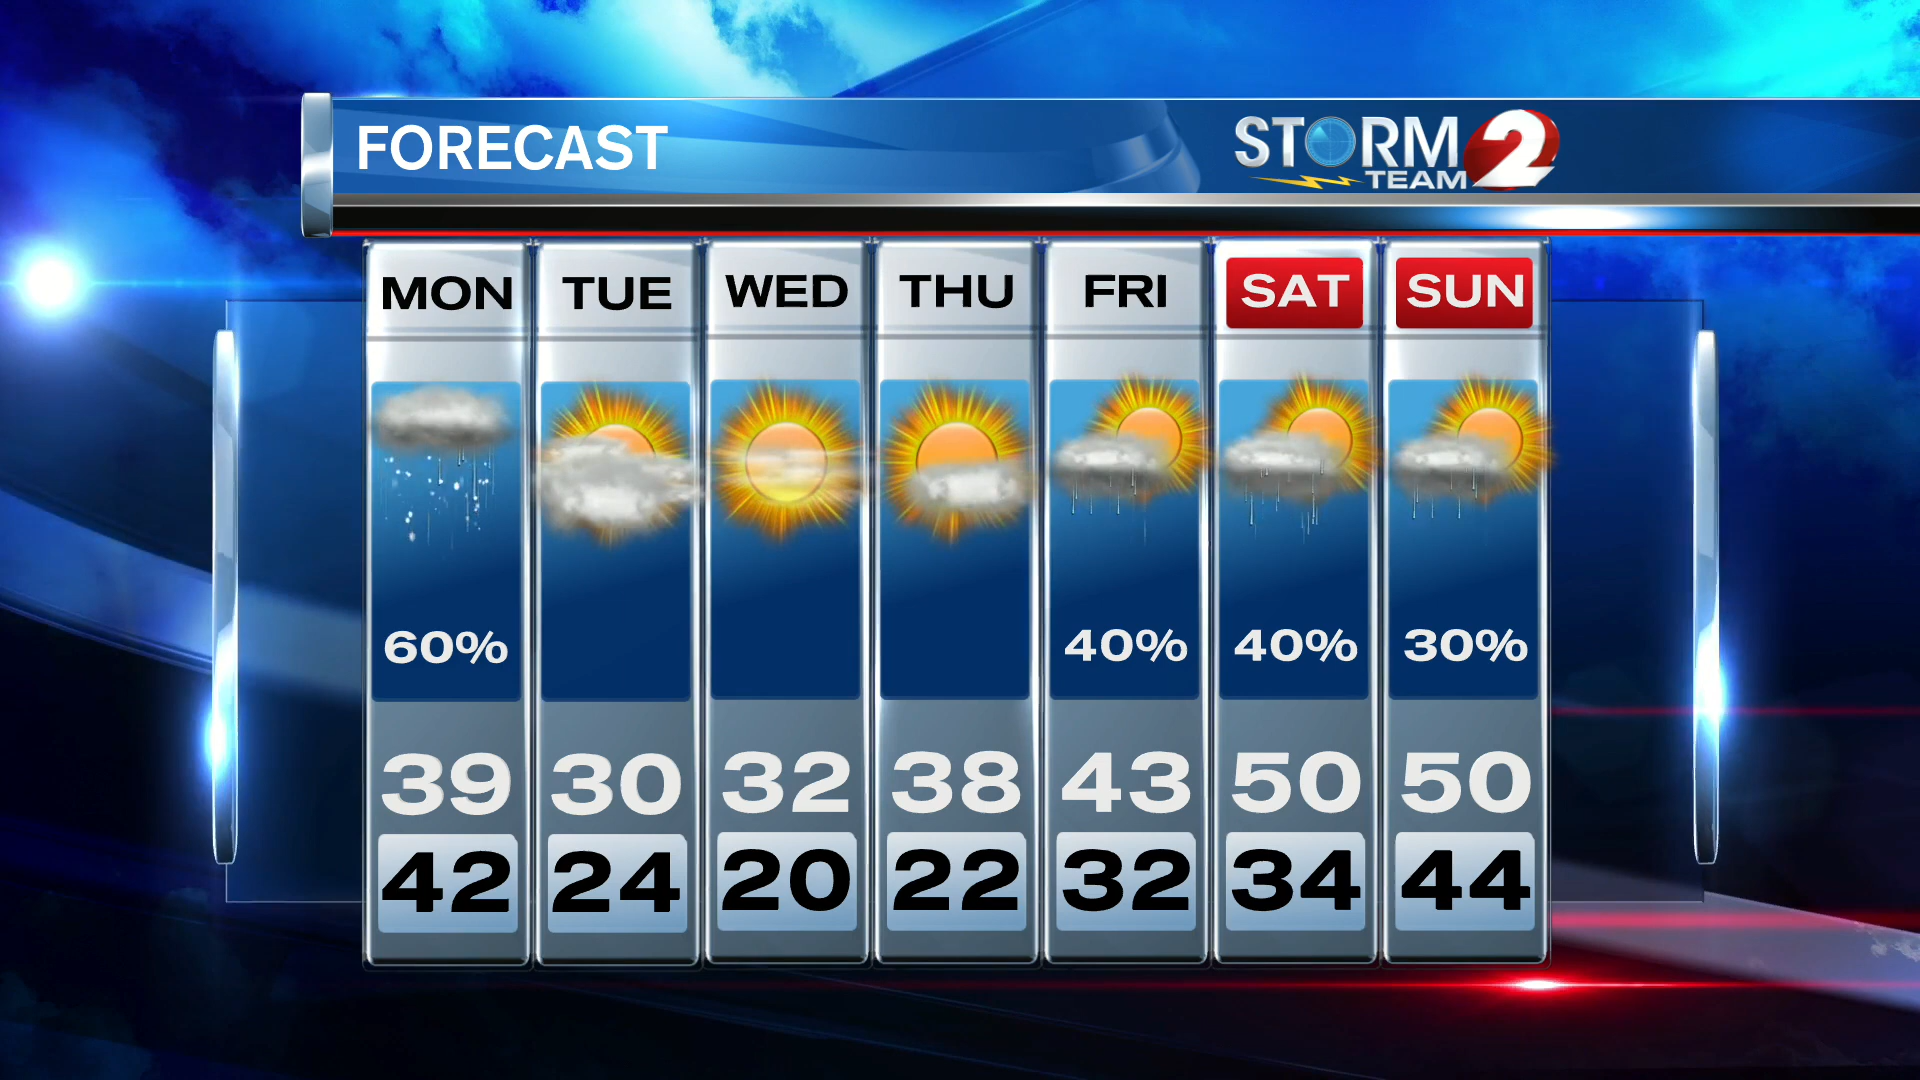 FORECAST
STORM
TEAM 2
MON TUE WED THU FRI SAT SUN
60% 40% 40% 30%
39 30 32 38 43 50 50
42 24 20 22 32 34 44